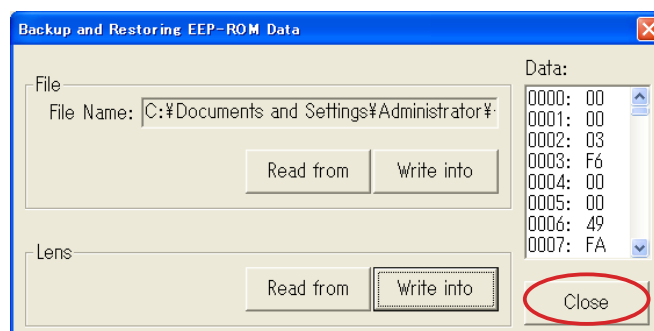 Backup and Restoring EEP-ROM Data
File
File Name: C:¥Documents and Settings¥Administrator¥
Read from Write into
Lens
Read from Write into
Data:
0000: 00
0001: 00
0002: 03
0003: F6
0004: 00
0005: 00
0006: 49
0007: FA
Close